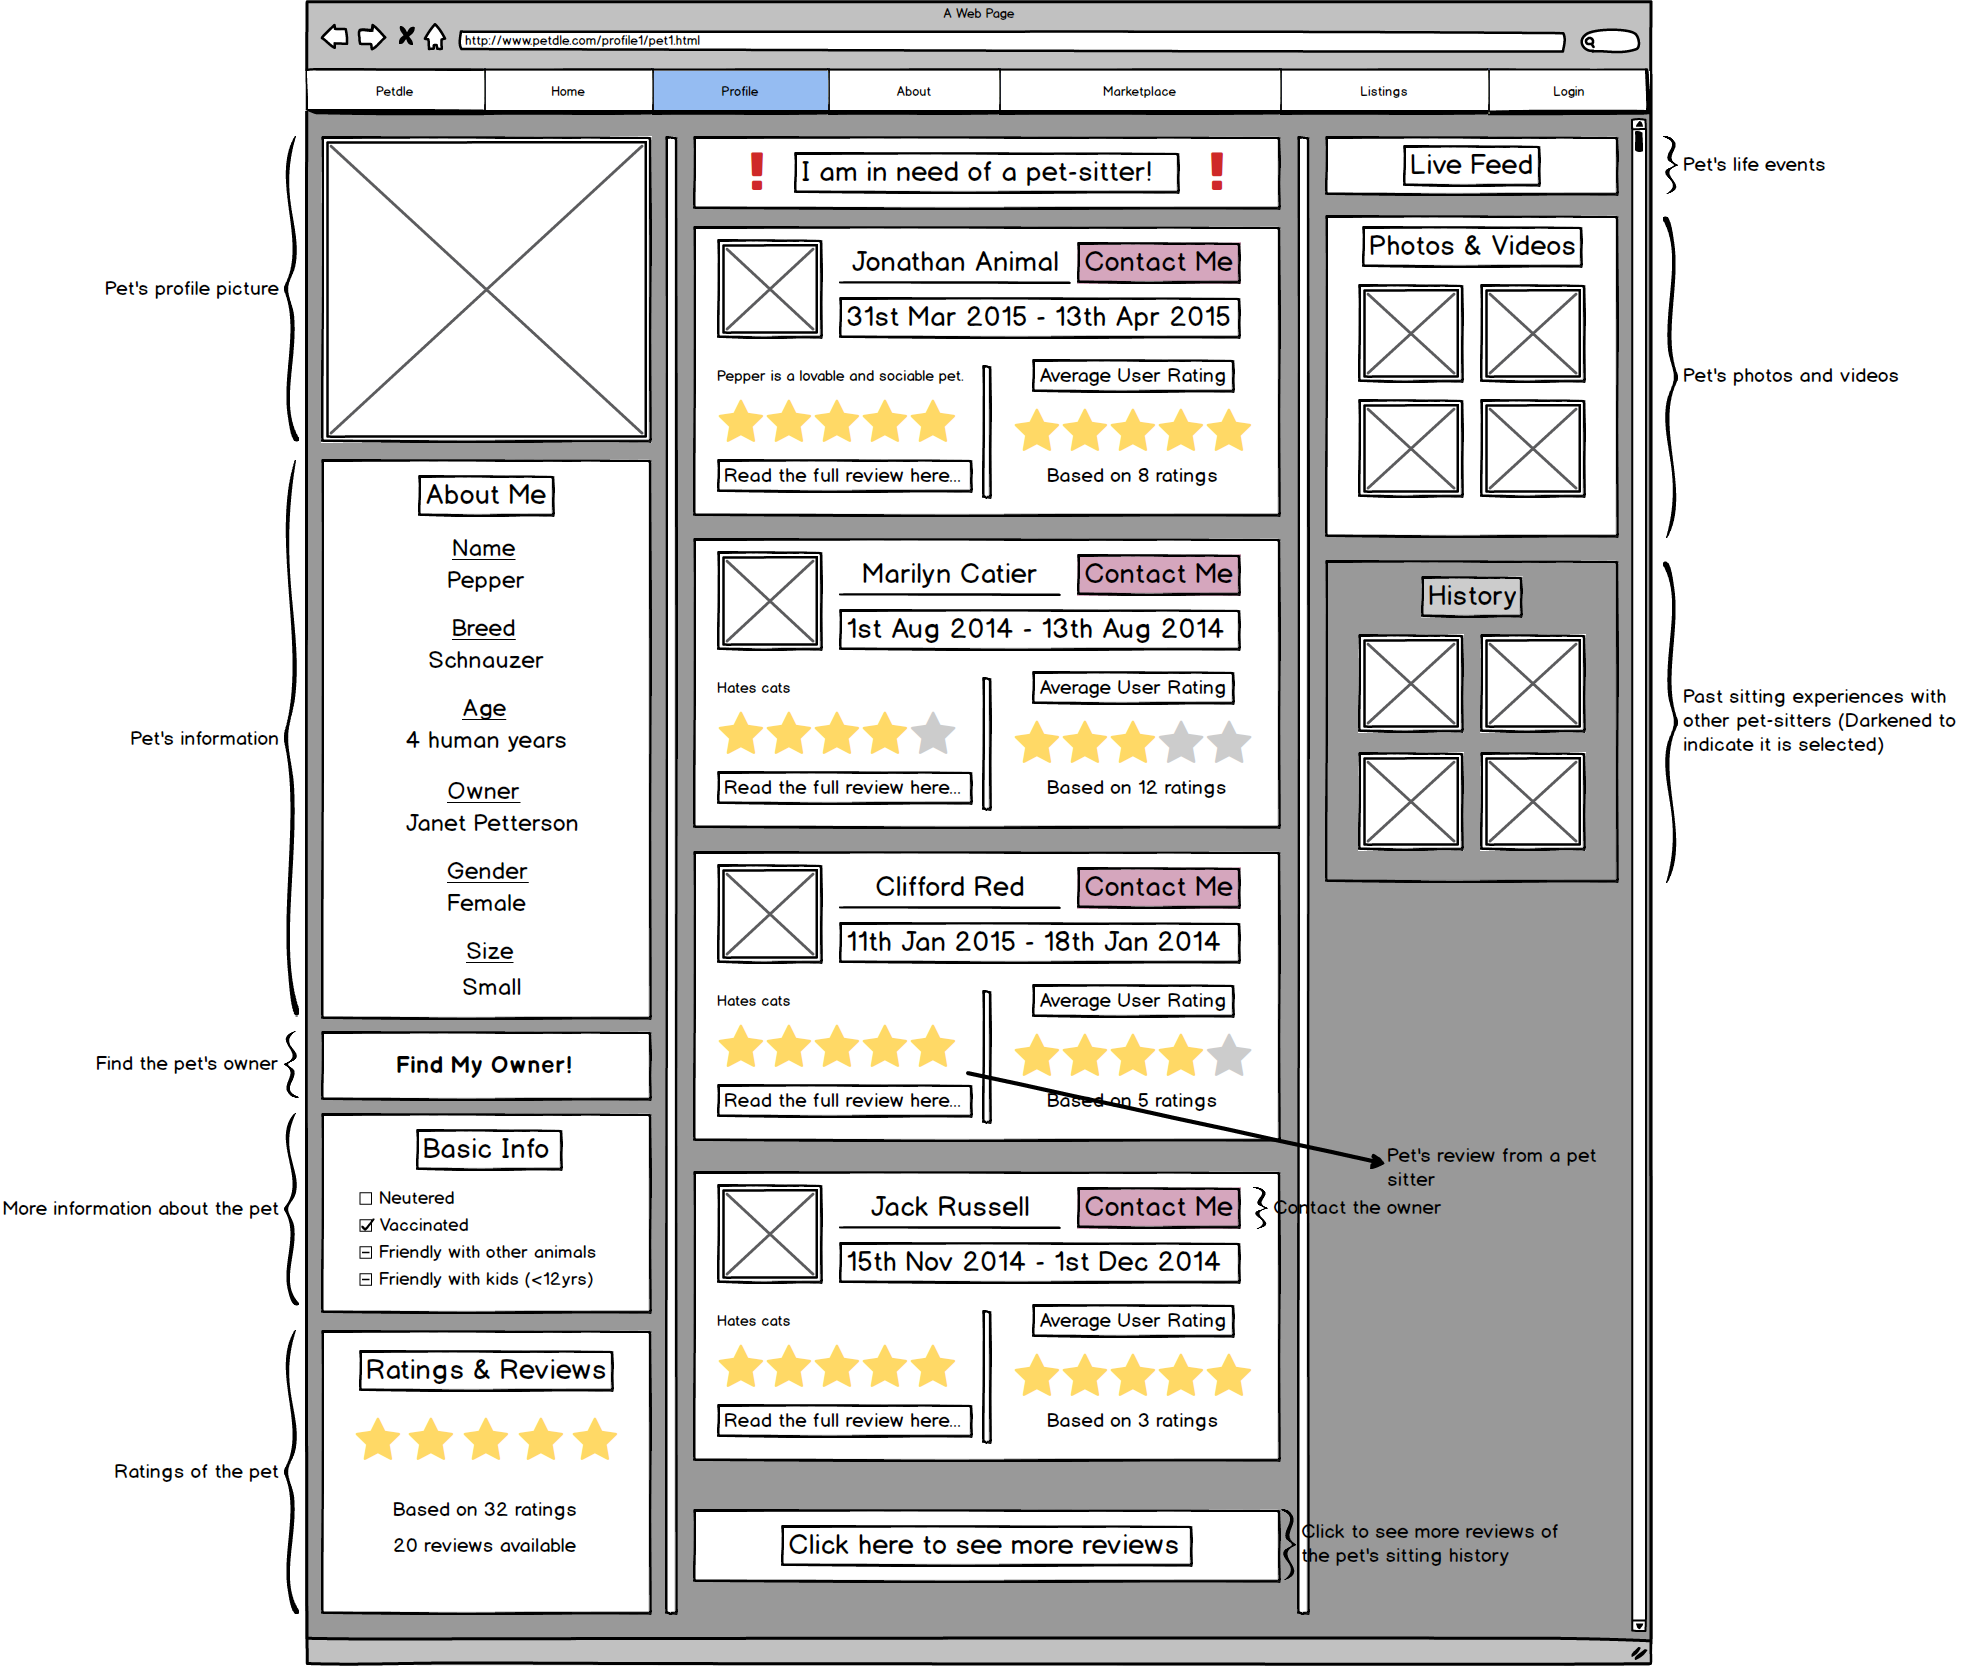 A Web Page
http://www.petdle.com/profile1/pet1.html
Petdle
Home
Profile
About
Marketplace
Listings
Login
Pet's profile picture
About Me
Name
Pepper
Breed
Schnauzer
Age
4 human years
Owner
Janet Petterson
Gender
Female
Size
Small
Pet's information
Find My Owner!
Find the pet's owner
Basic Info
Neutered
Vaccinated
Friendly with other animals
Friendly with kids (<12yrs)
More information about the pet
Ratings & Reviews
Based on 32 ratings
20 reviews available
Ratings of the pet
! I am in need of a pet-sitter! !
Jonathan Animal
Contact Me
31st Mar 2015 - 13th Apr 2015
Pepper is a lovable and sociable pet.
Read the full review here...
Average User Rating
Based on 8 ratings
Marilyn Catier
Contact Me
1st Aug 2014 - 13th Aug 2014
Hates cats
Read the full review here...
Average User Rating
Based on 12 ratings
Clifford Red
Contact Me
11th Jan 2015 - 18th Jan 2014
Hates cats
Read the full review here...
Average User Rating
Based on 5 ratings
Pet's review from a pet
sitter
Jack Russell
Contact Me
Contact the owner
15th Nov 2014 - 1st Dec 2014
Hates cats
Read the full review here...
Average User Rating
Based on 3 ratings
Click here to see more reviews
Click to see more reviews of
the pet's sitting history
Live Feed
Pet's life events
Photos & Videos
Pet's photos and videos
History
Past sitting experiences with
other pet-sitters (Darkened to
indicate it is selected)